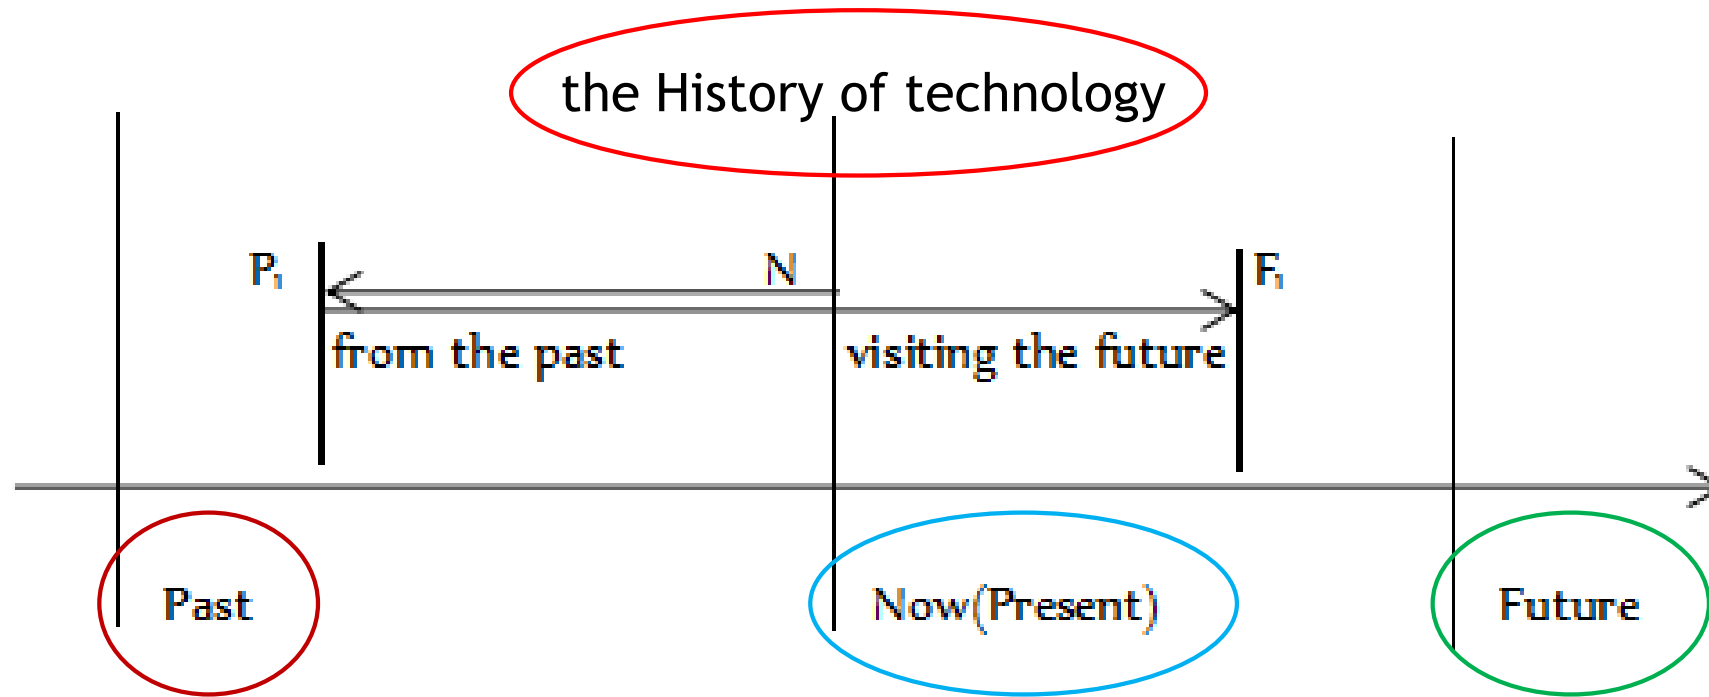 the History of technology
P₁ N F₁
from the past visiting the future
Past Now(Present) Future